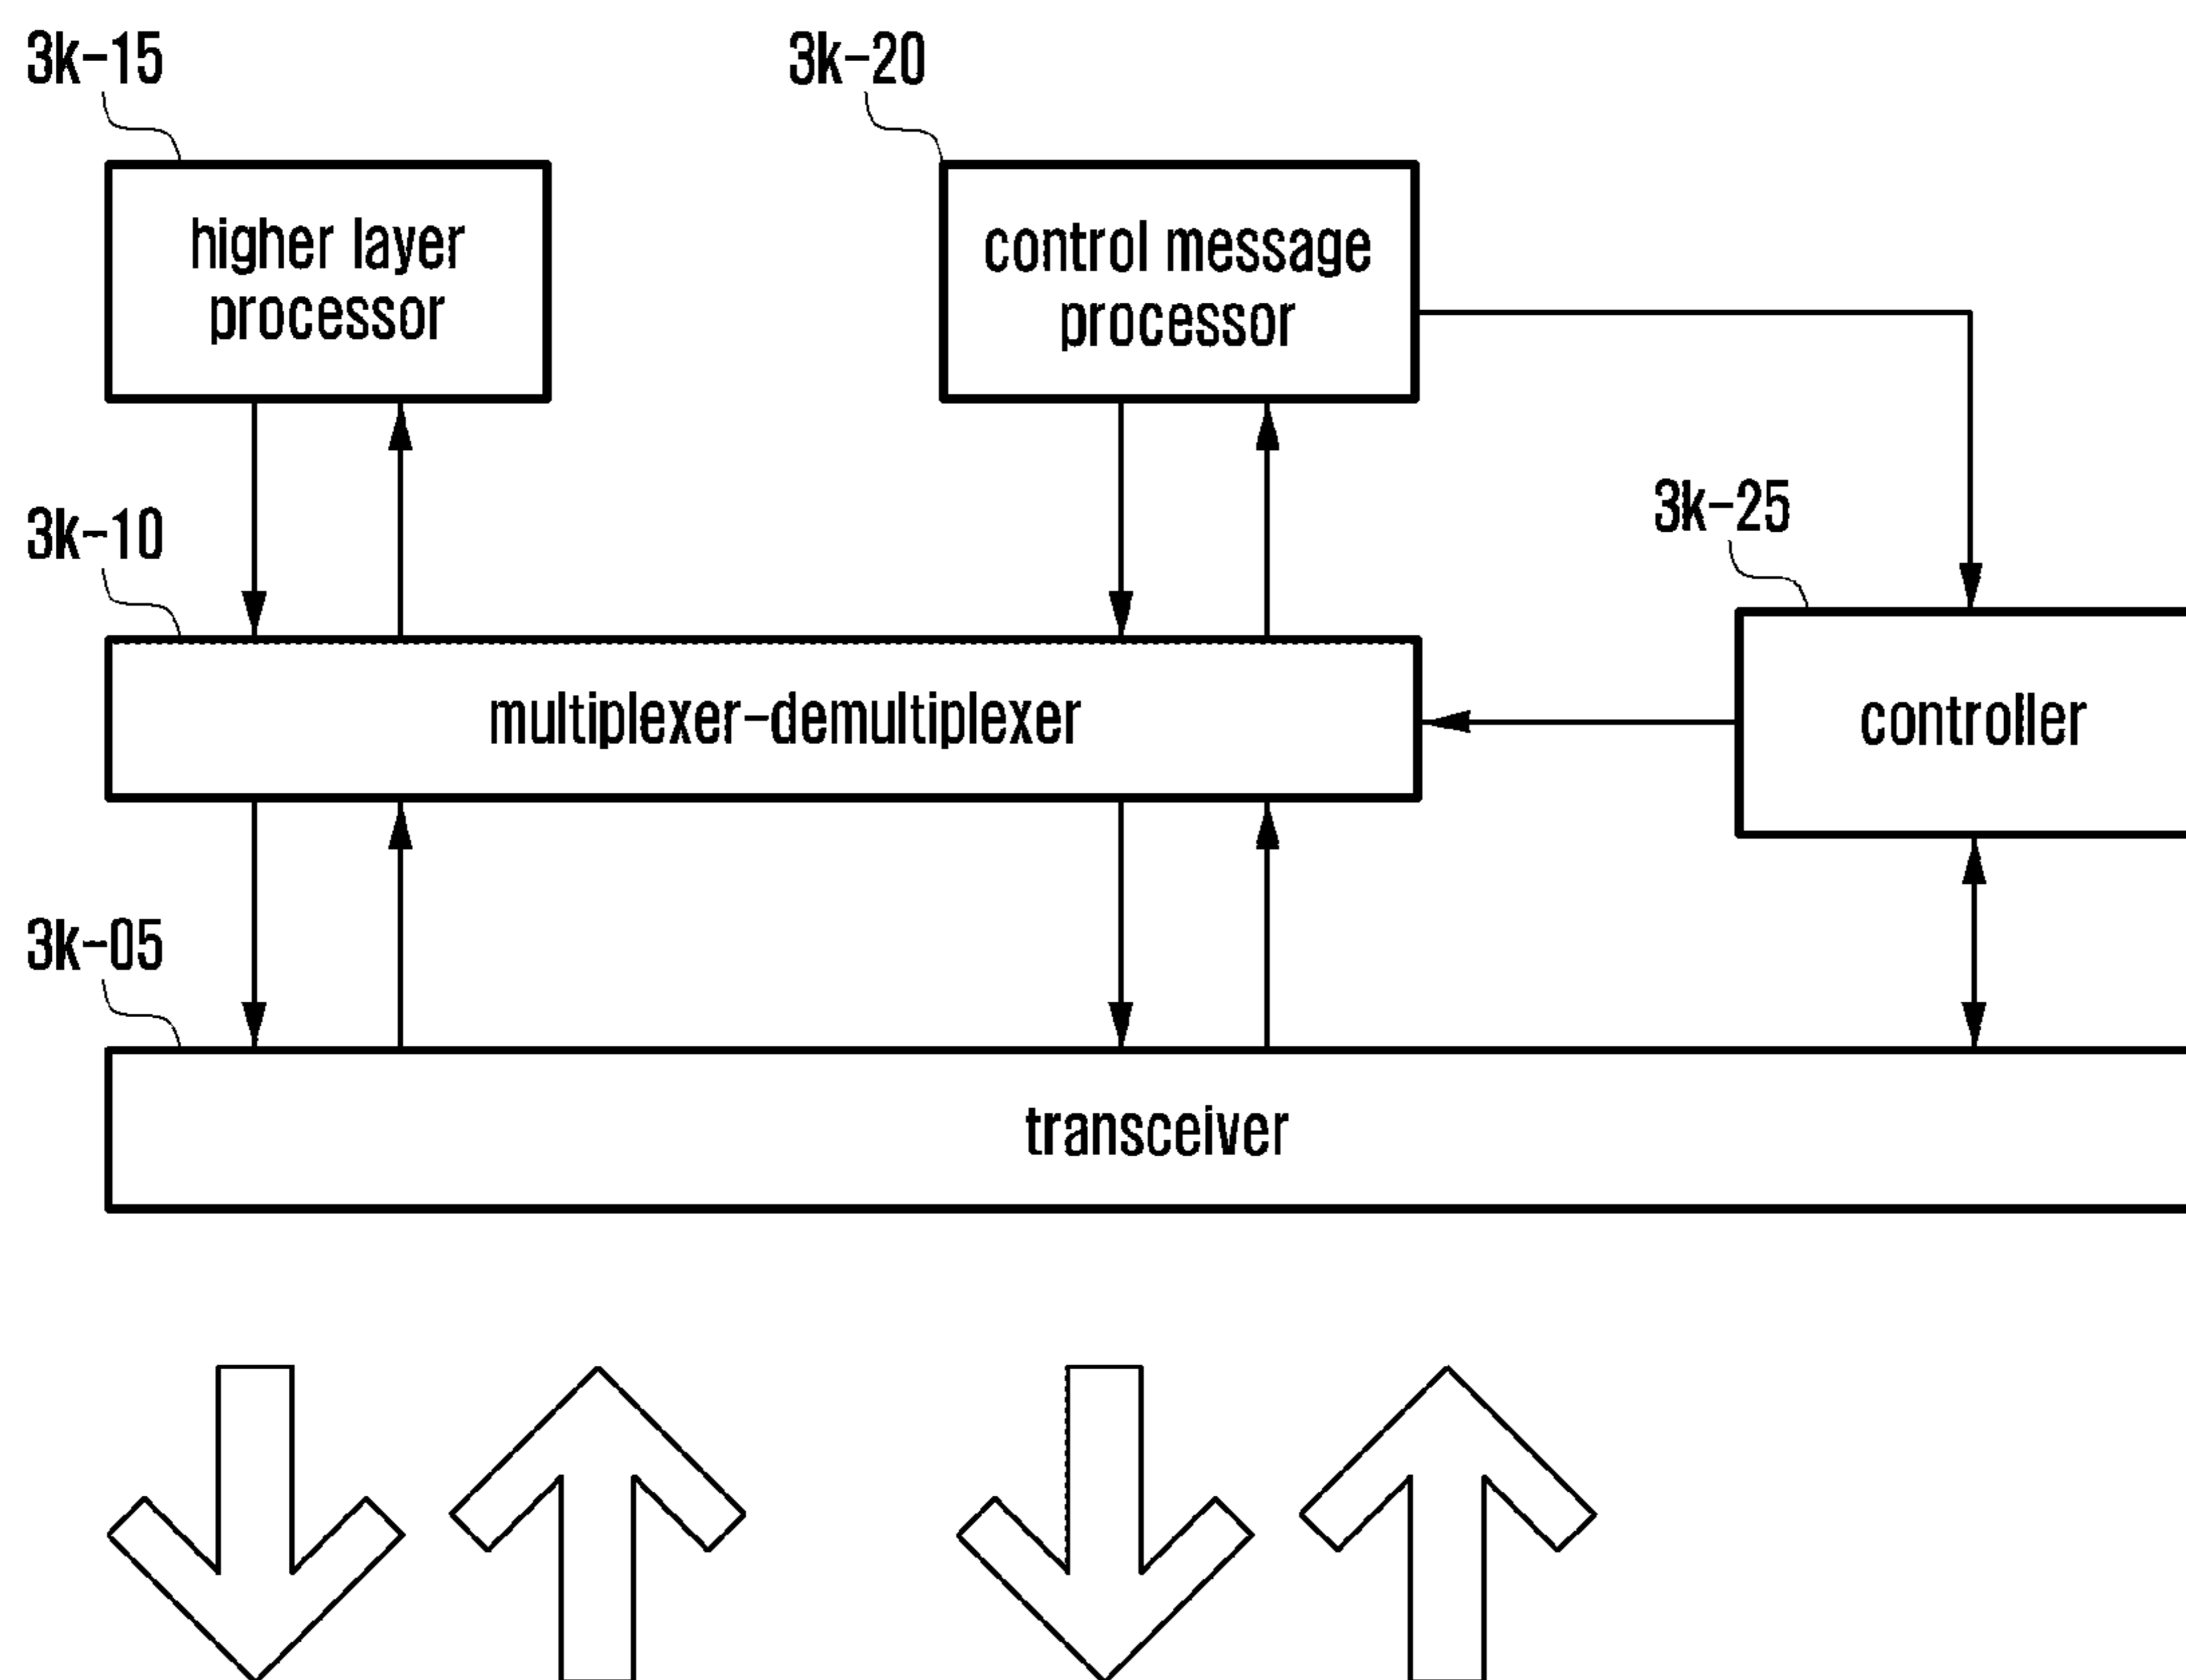 3k-15
3k-20
higher layer
processor
control message
processor
3k-25
3k-10
multiplexer-demultiplexer
controller
3k-05
transceiver